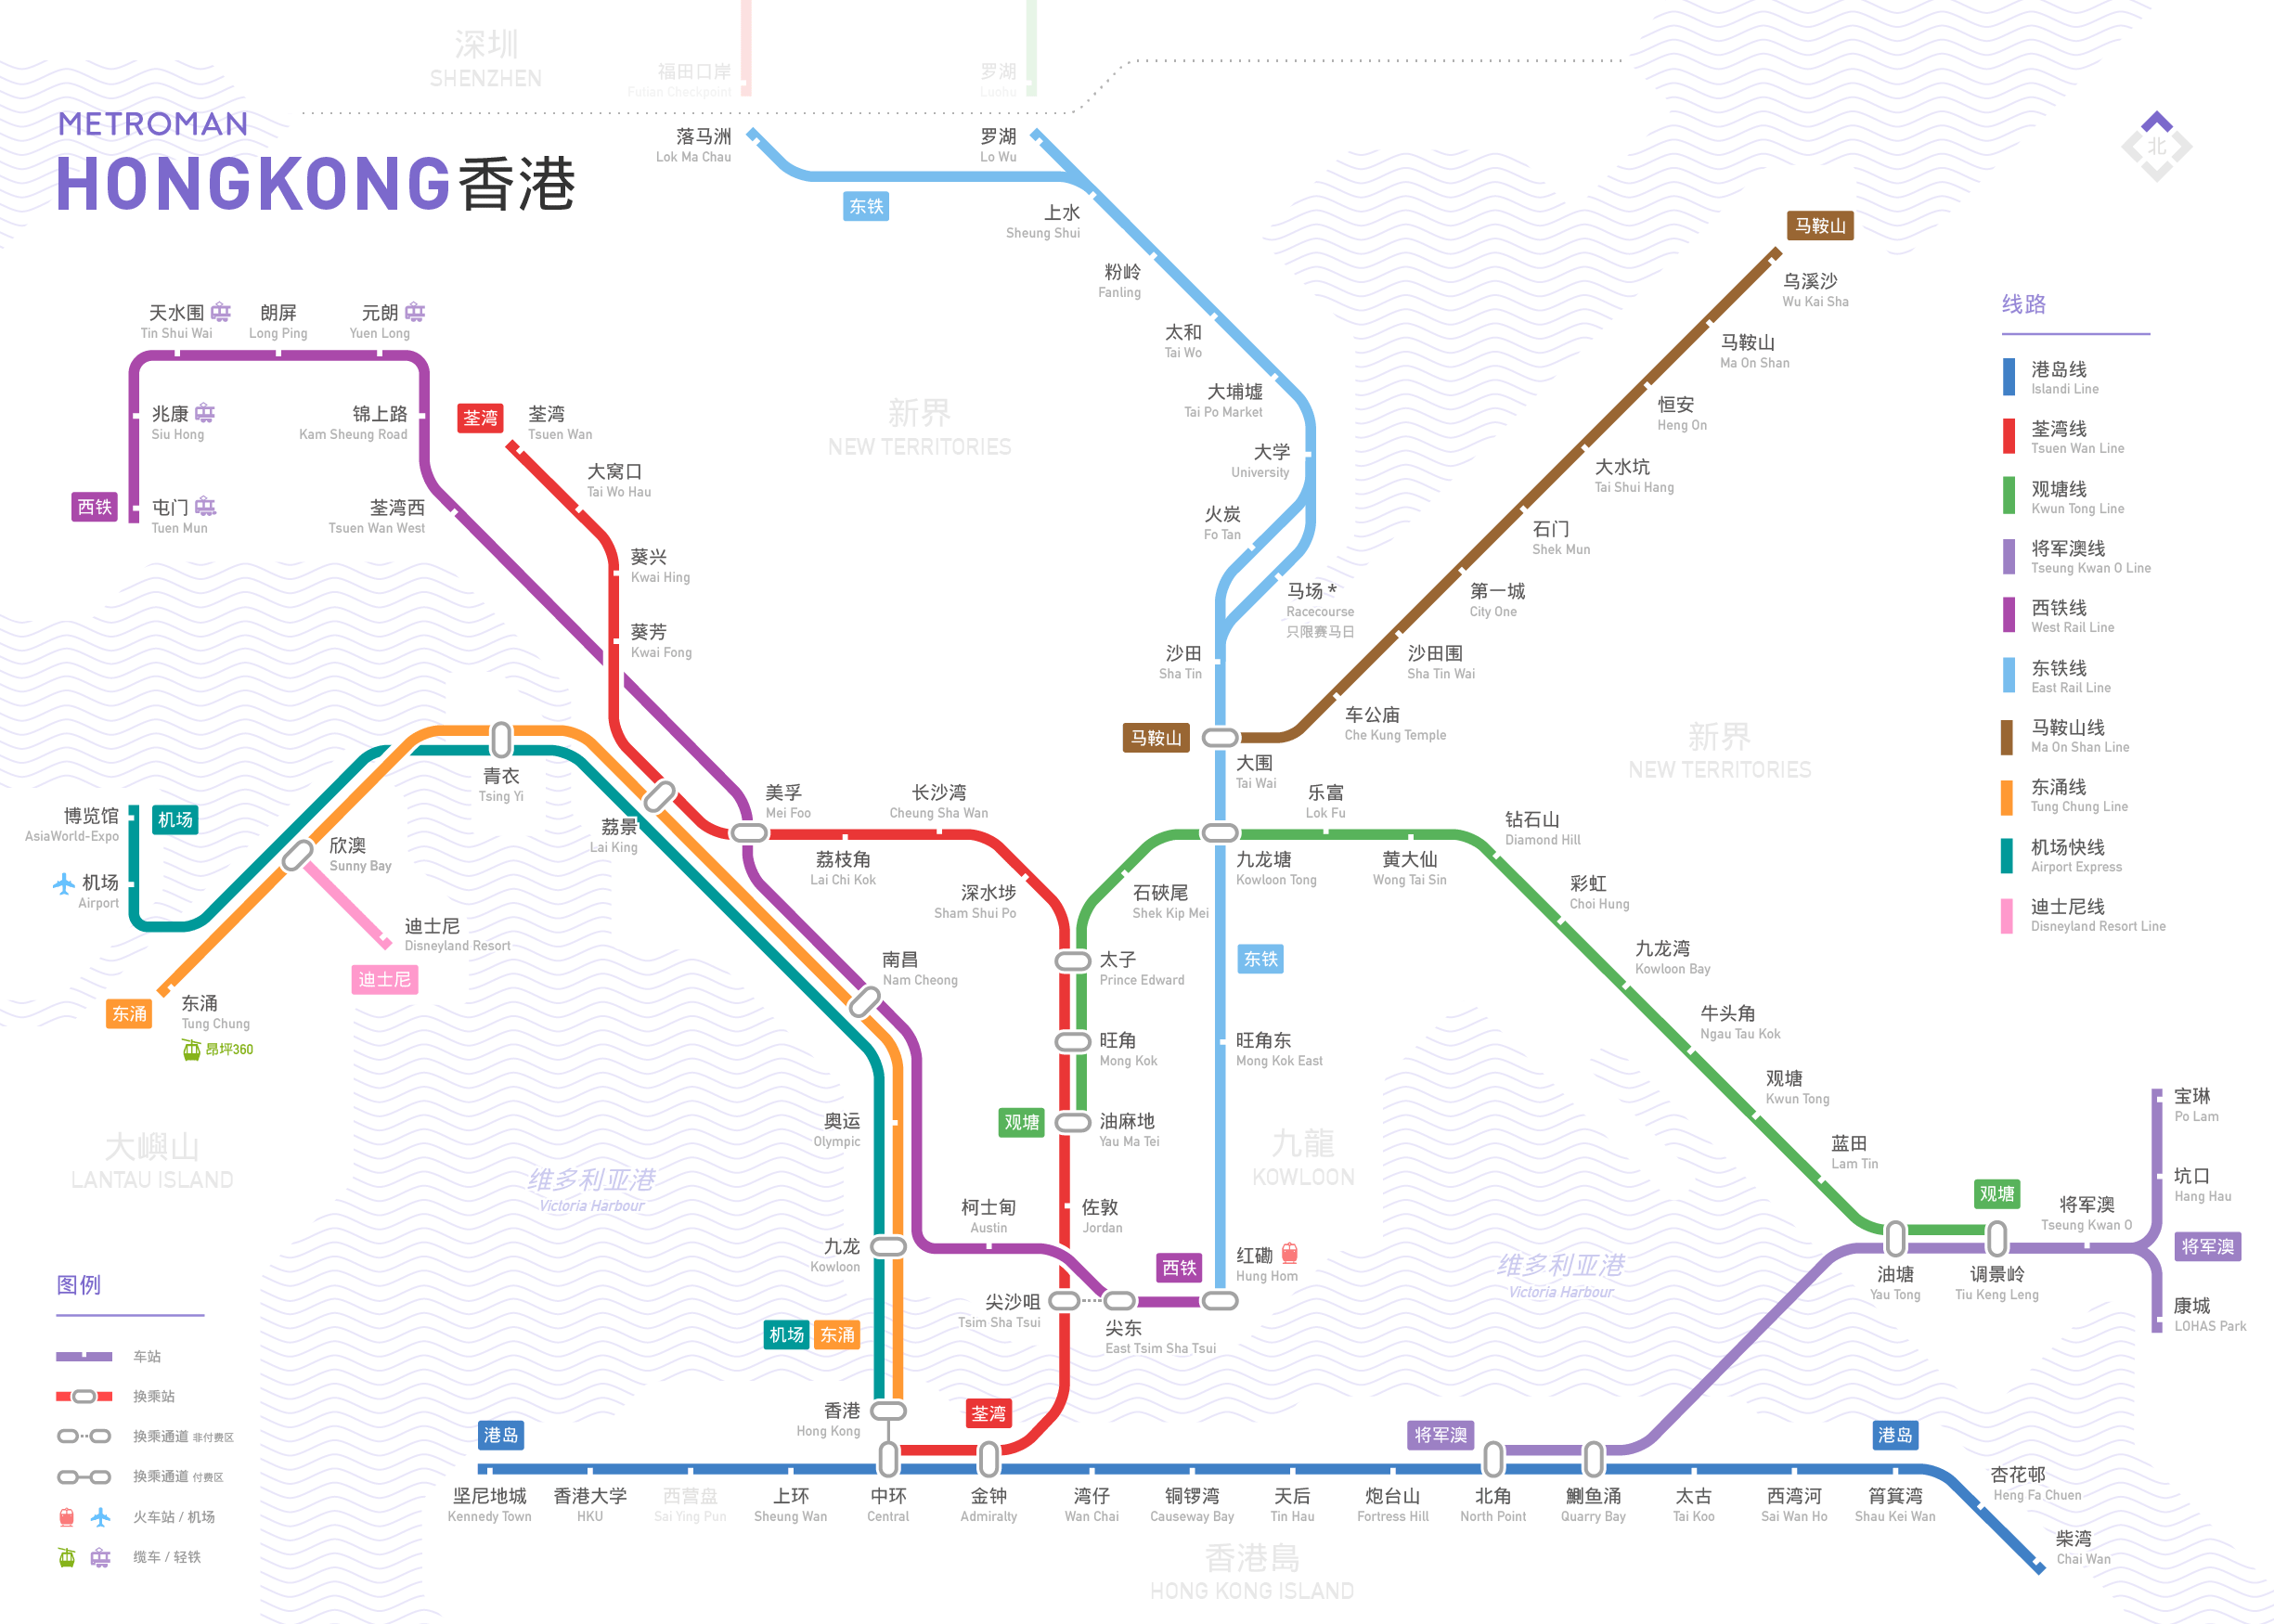 深圳
SHENZHEN
福田口岸
Futian Checkpoint
罗湖
Luohu
METROMAN
HONGKONG香港
北
落马洲
Lok Ma Chau
罗湖
Lo Wu
东铁
上水
Sheung Shui
粉岭
Fanling
太和
Tai Wo
大埔墟
Tai Po Market
大学
University
火炭
Fo Tan
马场 *
Racecourse
只限赛马日
沙田
Sha Tin
马鞍山
乌溪沙
Wu Kai Sha
马鞍山
Ma On Shan
恒安
Heng On
大水坑
Tai Shui Hang
石门
Shek Mun
第一城
City One
沙田围
Sha Tin Wai
车公庙
Che Kung Temple
马鞍山
大围
Tai Wai
天水围
Tin Shui Wai
朗屏
Long Ping
元朗
Yuen Long
兆康
Siu Hong
锦上路
Kam Sheung Road
西铁
屯门
Tuen Mun
荃湾西
Tsuen Wan West
荃湾
荃湾
Tsuen Wan
大窝口
Tai Wo Hau
葵兴
Kwai Hing
葵芳
Kwai Fong
新界
NEW TERRITORIES
新界
NEW TERRITORIES
线路
港岛线
Islandi Line
荃湾线
Tsuen Wan Line
观塘线
Kwun Tong Line
将军澳线
Tseung Kwan O Line
西铁线
West Rail Line
东铁线
East Rail Line
马鞍山线
Ma On Shan Line
东涌线
Tung Chung Line
机场快线
Airport Express
迪士尼线
Disneyland Resort Line
青衣
Tsing Yi
博览馆
AsiaWorld-Expo
机场
机场
Airport
欣澳
Sunny Bay
迪士尼
Disneyland Resort
迪士尼
东涌
东涌
Tung Chung
昂坪360
荔景
Lai King
美孚
Mei Foo
长沙湾
Cheung Sha Wan
荔枝角
Lai Chi Kok
深水埗
Sham Shui Po
南昌
Nam Cheong
石硖尾
Shek Kip Mei
九龙塘
Kowloon Tong
乐富
Lok Fu
黄大仙
Wong Tai Sin
钻石山
Diamond Hill
彩虹
Choi Hung
九龙湾
Kowloon Bay
牛头角
Ngau Tau Kok
观塘
Kwun Tong
蓝田
Lam Tin
太子
Prince Edward
东铁
旺角
Mong Kok
旺角东
Mong Kok East
观塘
油麻地
Yau Ma Tei
奥运
Olympic
大嶼山
LANTAU ISLAND
维多利亚港
Victoria Harbour
九龍
KOWLOON
柯士甸
Austin
佐敦
Jordan
九龙
Kowloon
西铁
红磡
Hung Hom
尖沙咀
Tsim Sha Tsui
尖东
East Tsim Sha Tsui
机场
东涌
维多利亚港
Victoria Harbour
观塘
油塘
Yau Tong
调景岭
Tiu Keng Leng
将军澳
Tseung Kwan O
宝琳
Po Lam
坑口
Hang Hau
将军澳
康城
LOHAS Park
图例
车站
换乘站
换乘通道 非付费区
换乘通道 付费区
火车站 / 机场
缆车 / 轻铁
香港
Hong Kong
荃湾
港岛
将军澳
港岛
坚尼地城
Kennedy Town
香港大学
HKU
西营盘
Sai Ying Pun
上环
Sheung Wan
中环
Central
金钟
Admiralty
湾仔
Wan Chai
铜锣湾
Causeway Bay
天后
Tin Hau
炮台山
Fortress Hill
北角
North Point
鰂鱼涌
Quarry Bay
太古
Tai Koo
西湾河
Sai Wan Ho
筲箕湾
Shau Kei Wan
杏花邨
Heng Fa Chuen
柴湾
Chai Wan
香港島
HONG KONG ISLAND